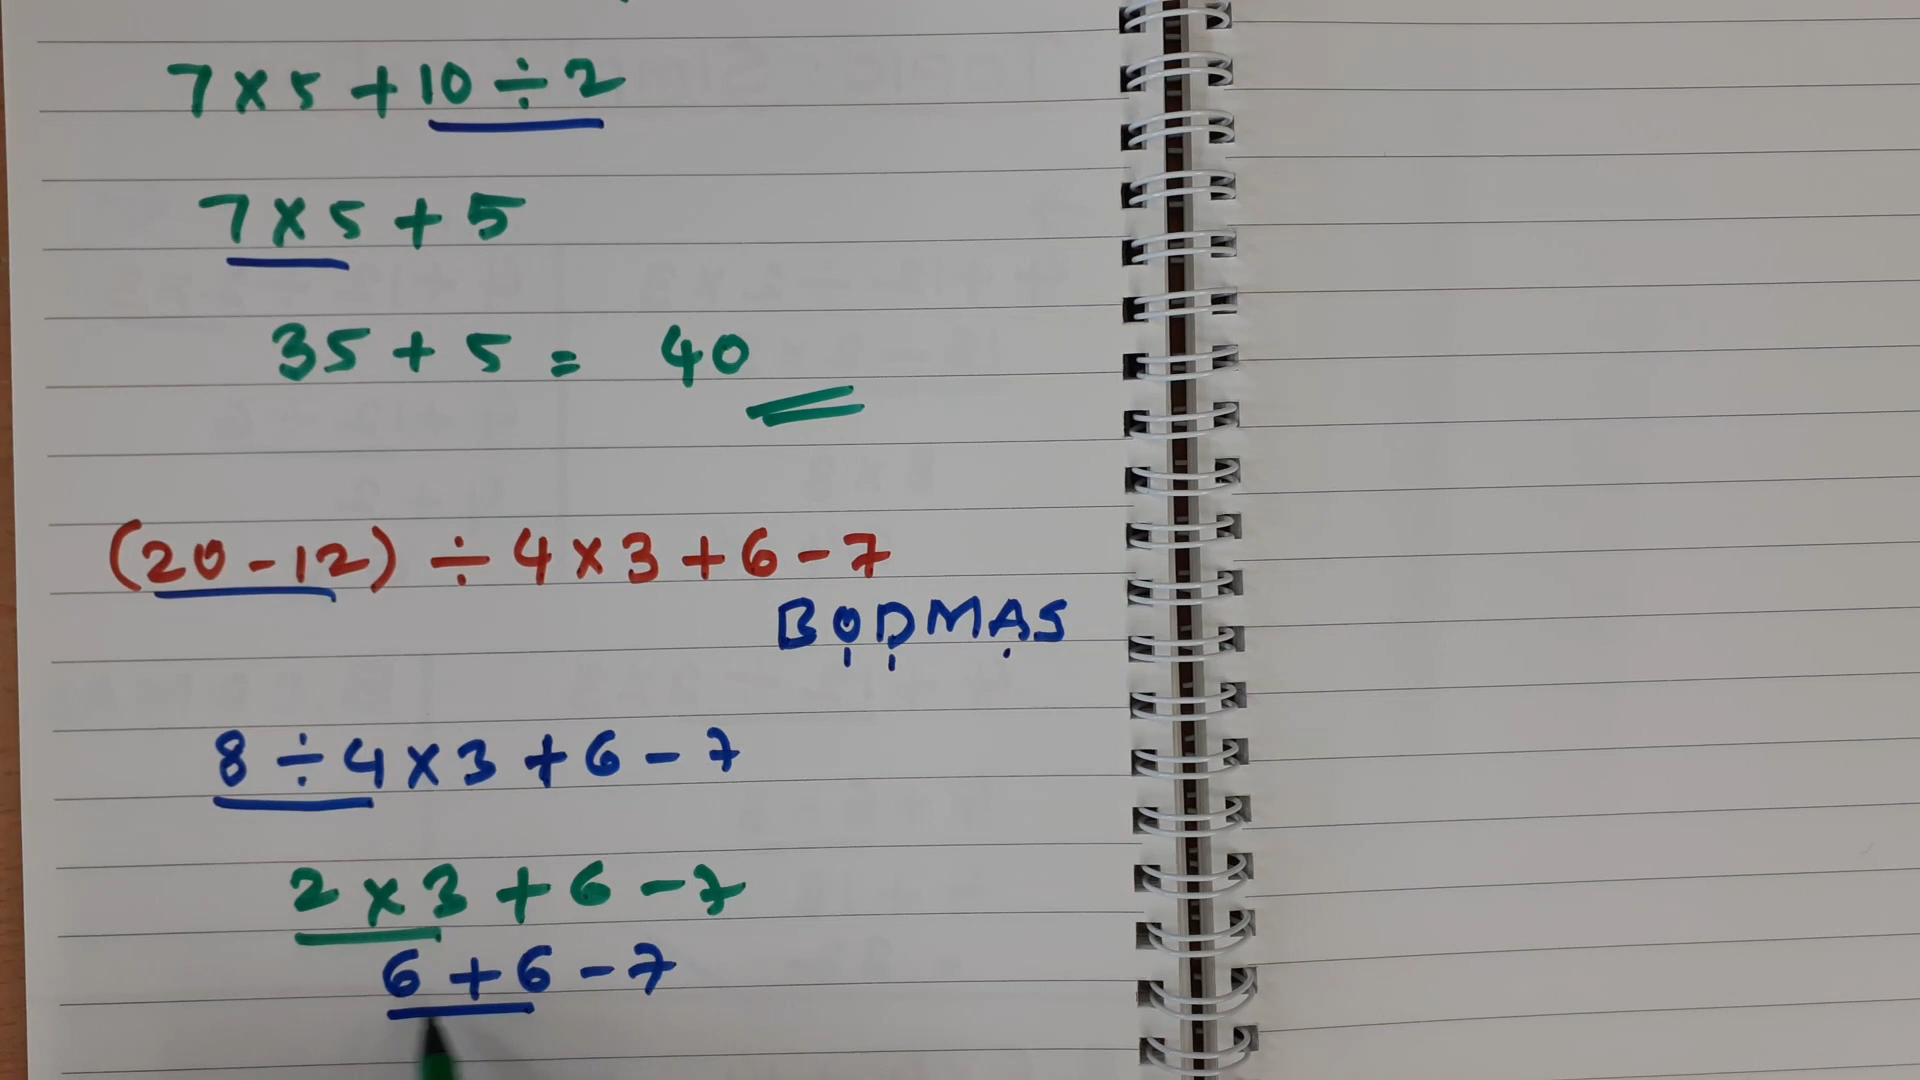 7 × 5 + 10 ÷ 2
7 × 5 + 5
35 + 5 = 40
(20 - 12) ÷ 4 × 3 + 6 - 7
BODMAS
8 ÷ 4 × 3 + 6 - 7
2 × 3 + 6 - 7
6 + 6 - 7